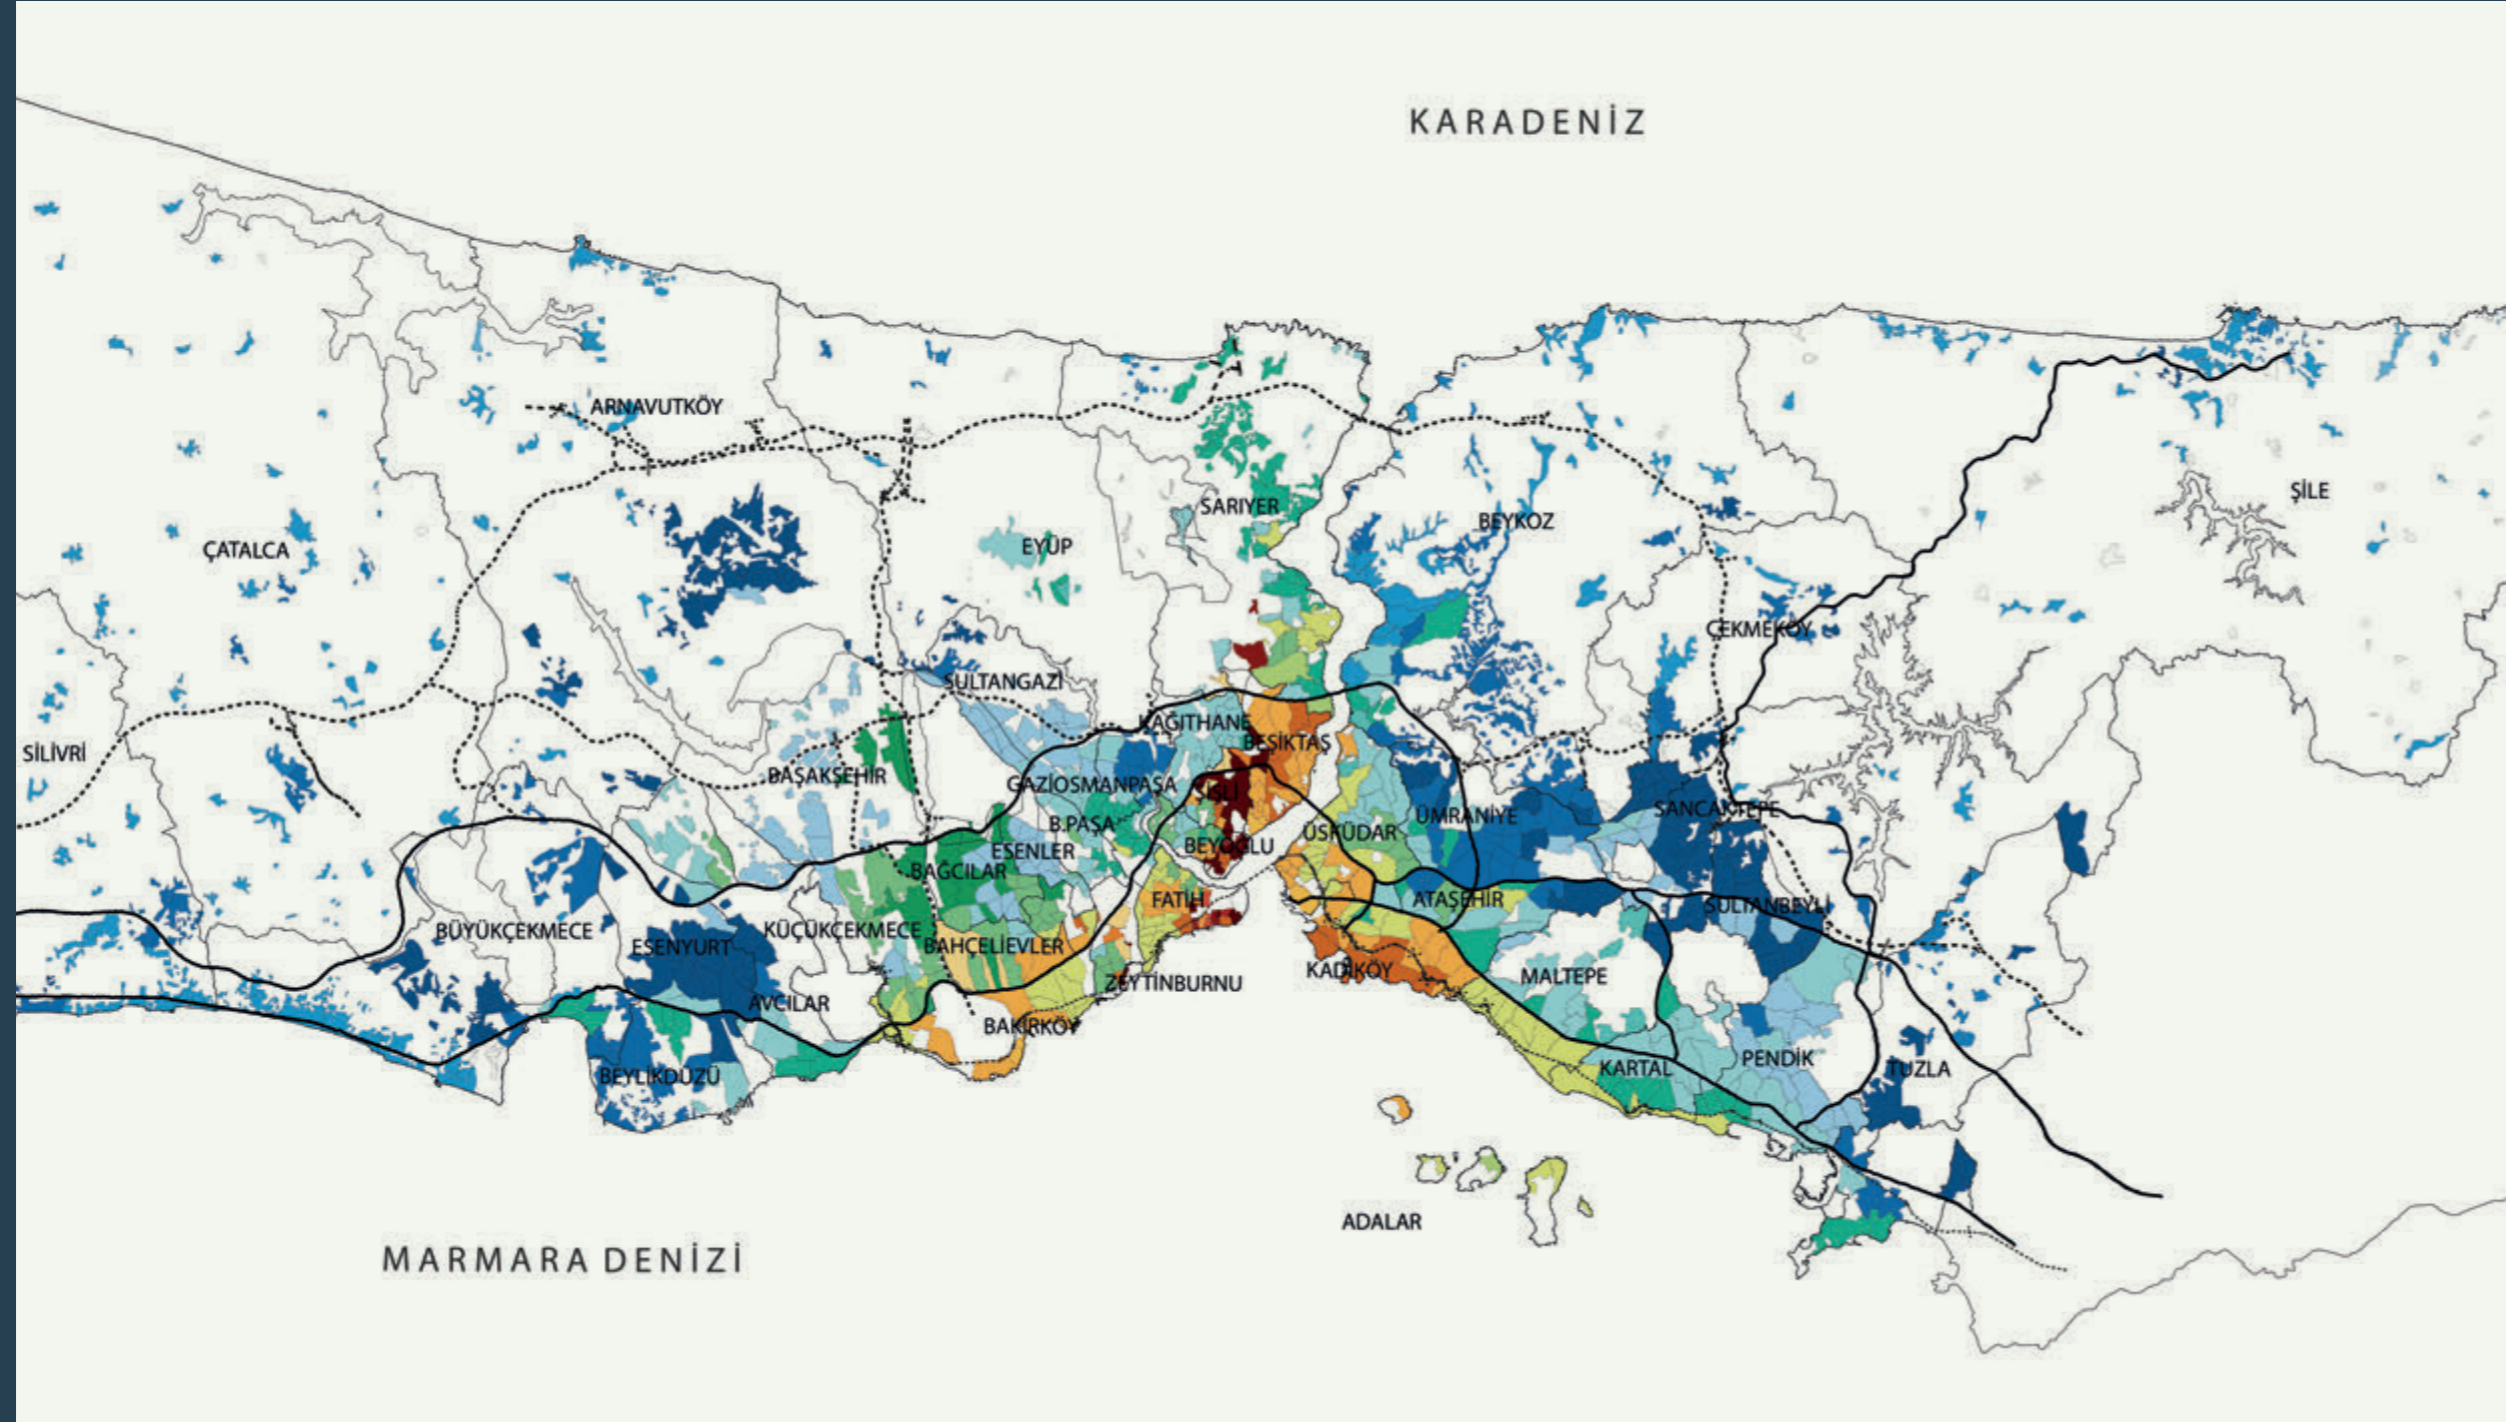 KARADENİZ
ARNAVUTKÖY
ŞİLE
SARIYER
BEYKOZ
ÇATALCA
EYÜP
ÇEKMEKÖY
SULTANGAZİ
KAĞITHANE
BEŞİKTAŞ
SİLİVRİ
BAŞAKŞEHİR
GAZİOSMANPAŞA
ŞİŞLİ
SANCAKTEPE
ÜMRANİYE
B.PAŞA
ÜSKÜDAR
BEYOĞLU
ESENLER
BAĞCILAR
FATİH
ATAŞEHİR
SULTANBEYLİ
BÜYÜKÇEKMECE
KÜÇÜKÇEKMECE
ESENYURT
BAHÇELİEVLER
KADIKÖY
MALTEPE
ZEYTİNBURNU
AVCILAR
BAKIRKÖY
PENDİK
KARTAL
TUZLA
BEYLİKDÜZÜ
ADALAR
MARMARA DENİZİ